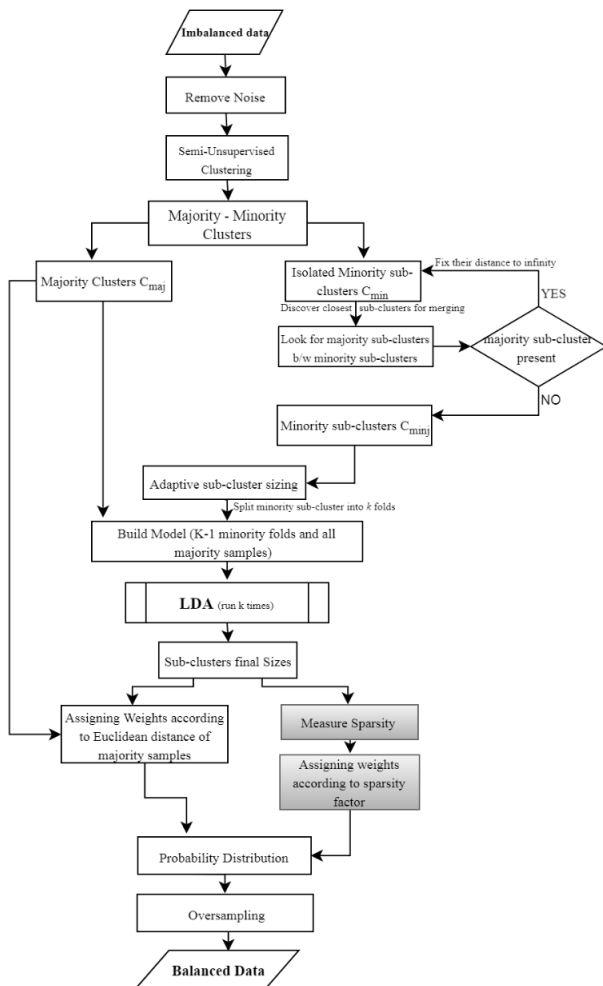 Imbalanced data
Remove Noise
Semi-Unsupervised
Clustering
Majority - Minority
Clusters
Majority Clusters Cmaj
Isolated Minority sub-
clusters Cmin
Fix their distance to infinity
YES
Discover closest sub-clusters for merging
Look for majority sub-clusters
b/w minority sub-clusters
majority sub-cluster
present
NO
Minority sub-clusters Cminj
Adaptive sub-cluster sizing
Split minority sub-cluster into k folds
Build Model (K-1 minority folds and all
majority samples)
LDA (run k times)
Sub-clusters final Sizes
Assigning Weights according
to Euclidean distance of
majority samples
Measure Sparsity
Assigning weights
according to sparsity
factor
Probability Distribution
Oversampling
Balanced Data